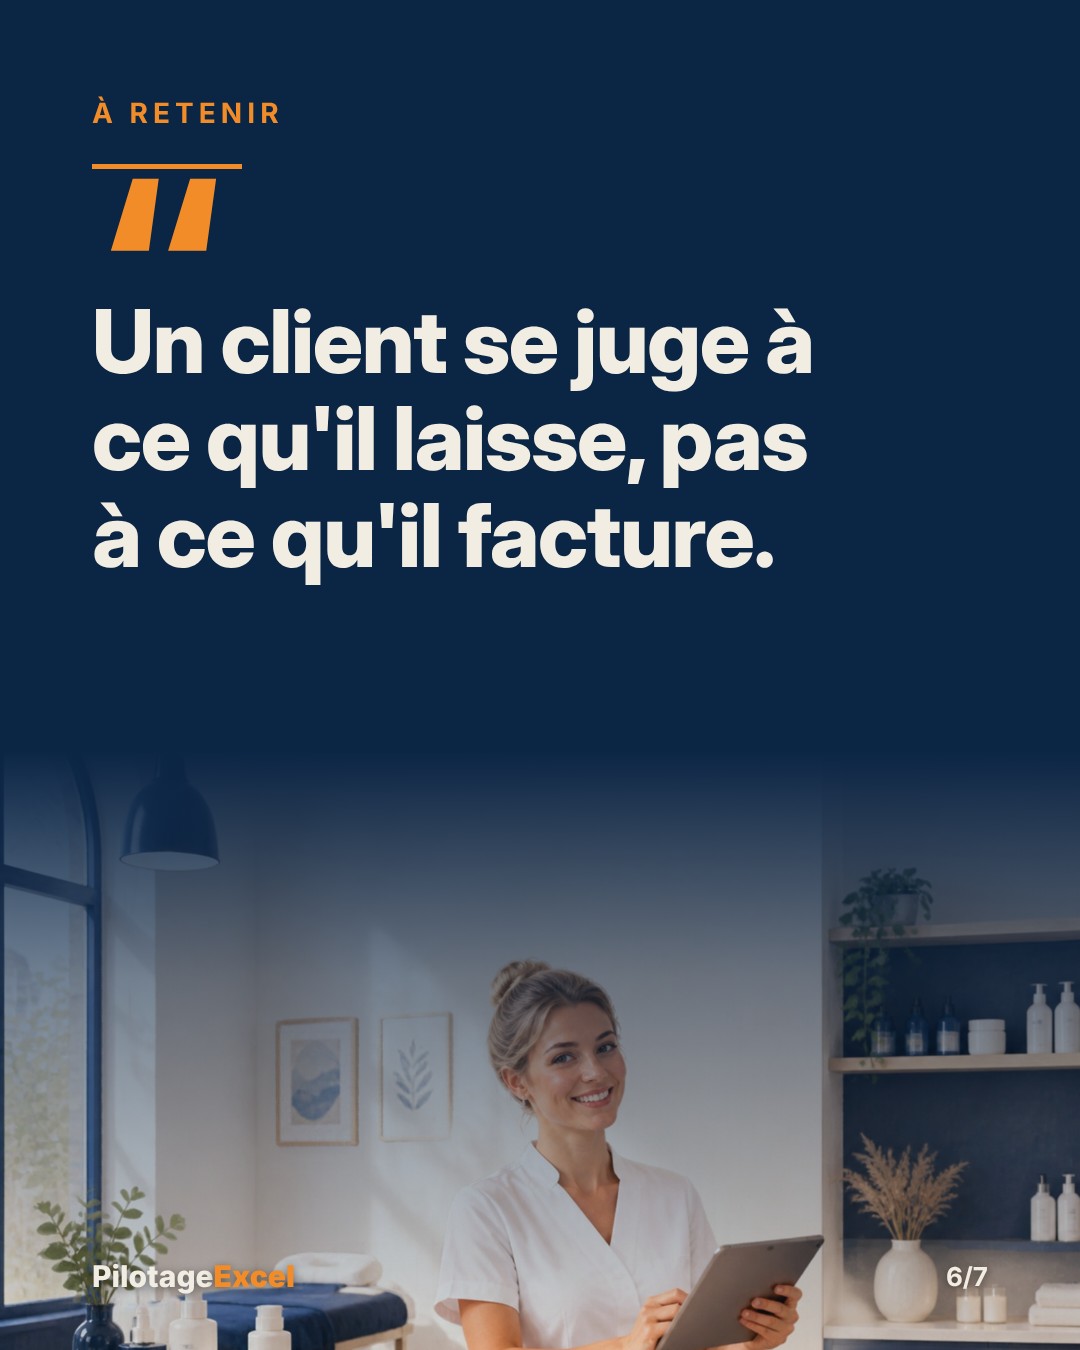 À RETENIR
"
Un client se juge à
ce qu'il laisse, pas
à ce qu'il facture.
PilotageExcel
6/7